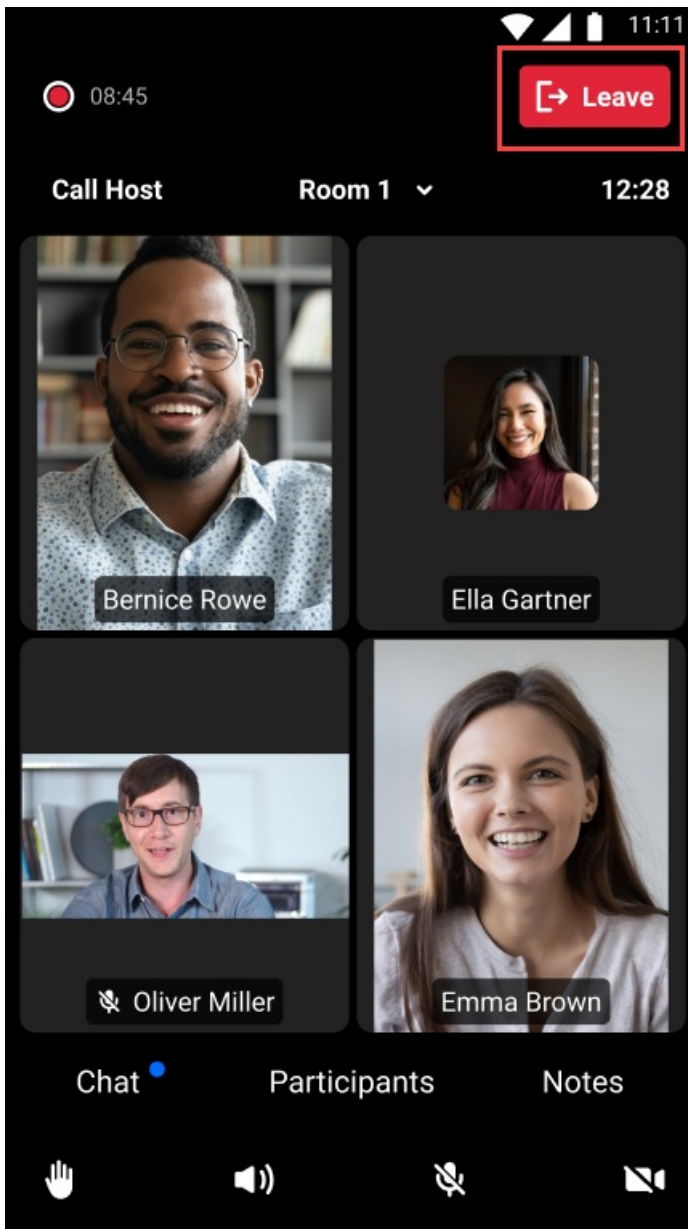 11:11
08:45
Leave
Call Host Room 1 12:28
Bernice Rowe
Ella Gartner
Oliver Miller
Emma Brown
Chat Participants Notes